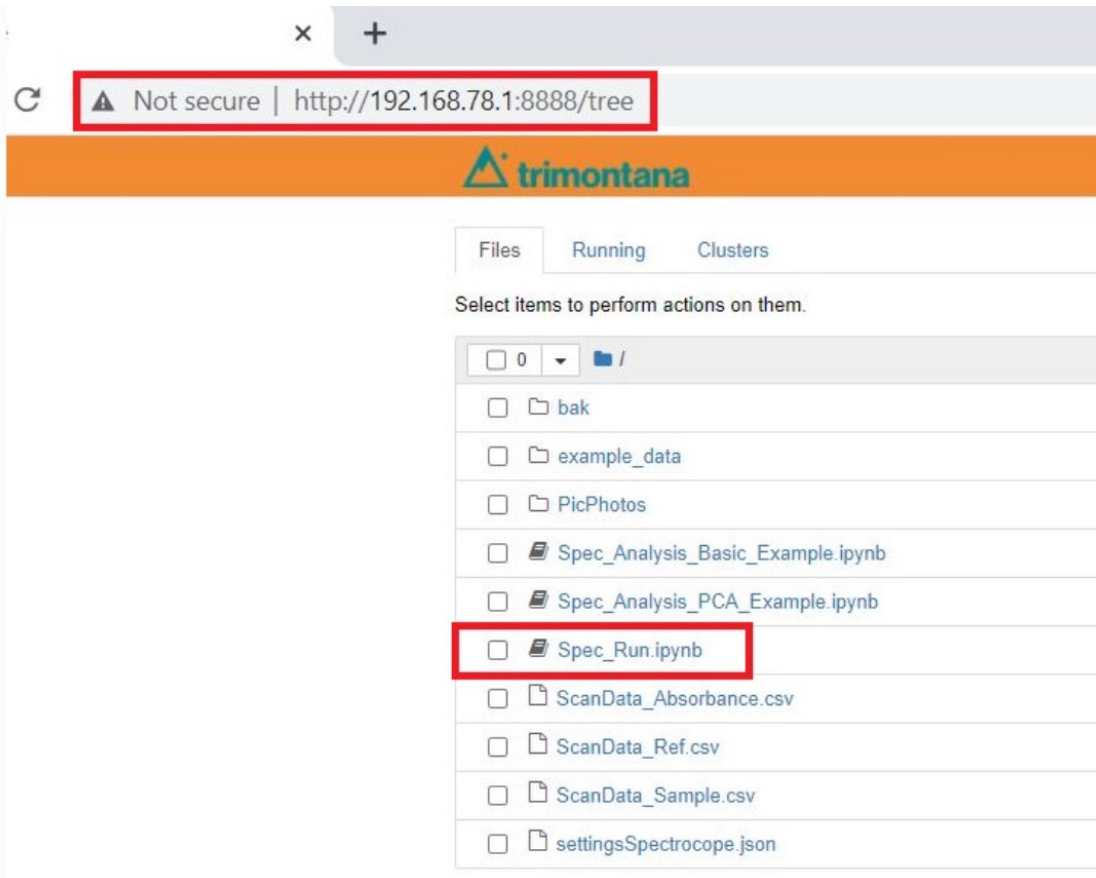 Not secure | http://192.168.78.1:8888/tree
trimontana
Files Running Clusters
Select items to perform actions on them.
0 /
bak
example_data
PicPhotos
Spec_Analysis_Basic_Example.ipynb
Spec_Analysis_PCA_Example.ipynb
Spec_Run.ipynb
ScanData_Absorbance.csv
ScanData_Ref.csv
ScanData_Sample.csv
settingsSpectrocope.json